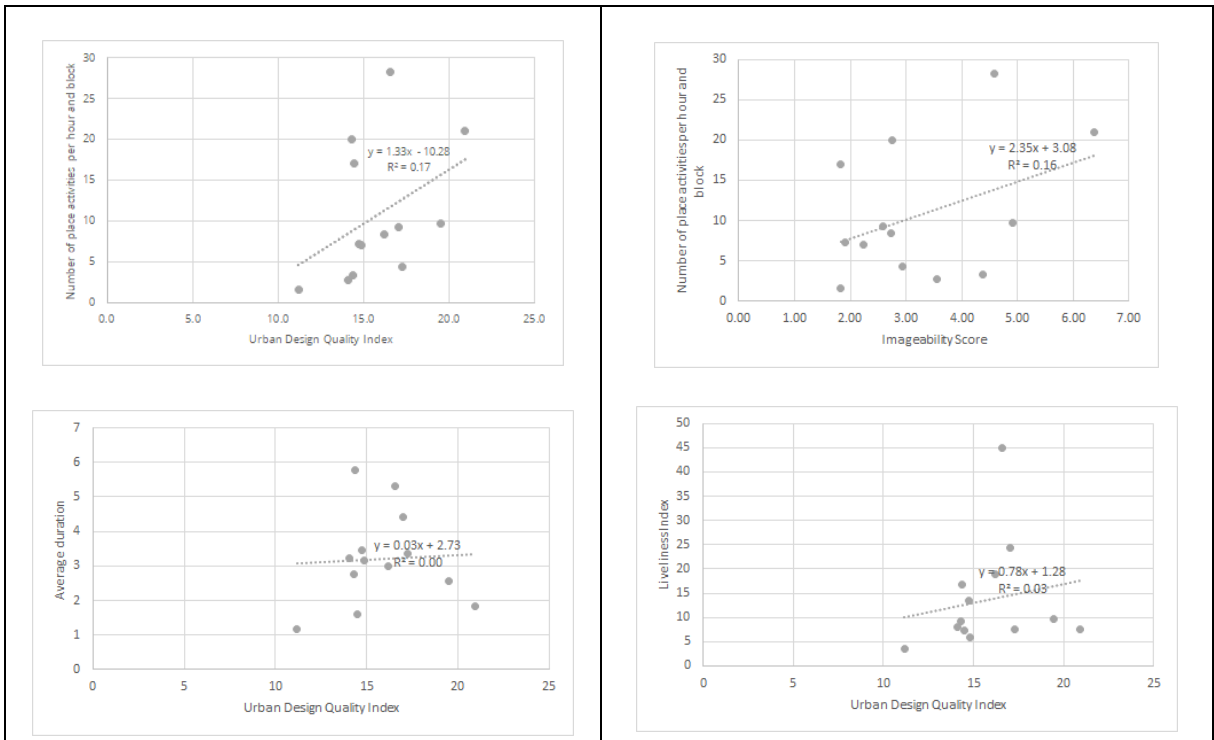 Number of place activities per hour and block
30
25
20
15
10
5
0
y = 1.33x - 10.28
R² = 0.17
0.0 5.0 10.0 15.0 20.0 25.0
Urban Design Quality Index
Number of place activitiesper hour and
block
30
25
20
15
10
5
0
y = 2.35x + 3.08
R² = 0.16
0.00 1.00 2.00 3.00 4.00 5.00 6.00 7.00
Imageability Score
Average duration
7
6
5
4
3
2
1
0
y = 0.03x + 2.73
R² = 0.00
0 5 10 15 20 25
Urban Design Quality Index
Liveliness Index
50
45
40
35
30
25
20
15
10
5
0
y = 0.78x + 1.28
R² = 0.03
0 5 10 15 20 25
Urban Design Quality Index